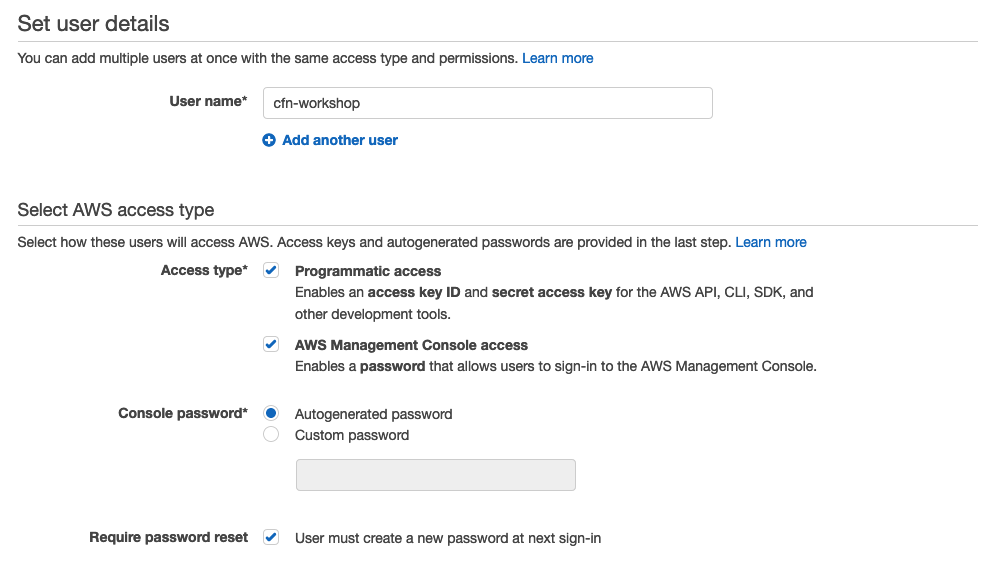 Set user details
You can add multiple users at once with the same access type and permissions. Learn more
User name* cfn-workshop
Add another user
Select AWS access type
Select how these users will access AWS. Access keys and autogenerated passwords are provided in the last step. Learn more
Access type* Programmatic access
Enables an access key ID and secret access key for the AWS API, CLI, SDK, and
other development tools.
AWS Management Console access
Enables a password that allows users to sign-in to the AWS Management Console.
Console password* Autogenerated password
Custom password
Require password reset User must create a new password at next sign-in